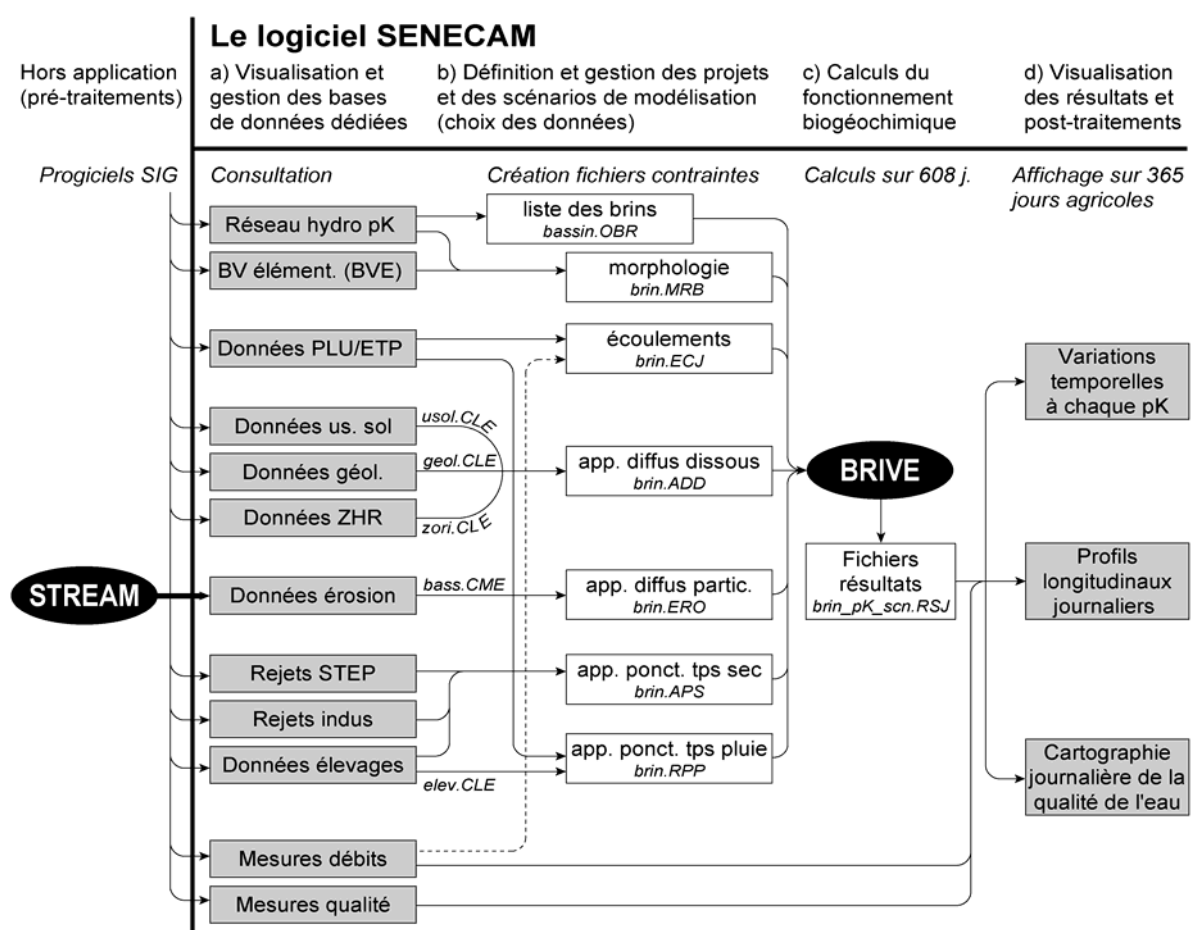 Le logiciel SENECAM
Hors application
(pré-traitements)
a) Visualisation et
gestion des bases
de données dédiées
b) Définition et gestion des projets
et des scénarios de modélisation
(choix des données)
c) Calculs du
fonctionnement
biogéochimique
d) Visualisation
des résultats et
post-traitements
Progiciels SIG
Consultation
Création fichiers contraintes
Calculs sur 608 j.
Affichage sur 365
jours agricoles
Réseau hydro pK
BV élément. (BVE)
Données PLU/ETP
Données us. sol
Données géol.
Données ZHR
STREAM
Données érosion
Rejets STEP
Rejets indus
Données élevages
Mesures débits
Mesures qualité
usol.CLE
geol.CLE
zori.CLE
bass.CME
elev.CLE
liste des brins
bassin.OBR
morphologie
brin.MRB
écoulements
brin.ECJ
app. diffus dissous
brin.ADD
app. diffus partic.
brin.ERO
app. ponct. tps sec
brin.APS
app. ponct. tps pluie
brin.RPP
BRIVE
Fichiers
résultats
brin_pK_scn.RSJ
Variations
temporelles
à chaque pK
Profils
longitudinaux
journaliers
Cartographie
journalière de la
qualité de l'eau